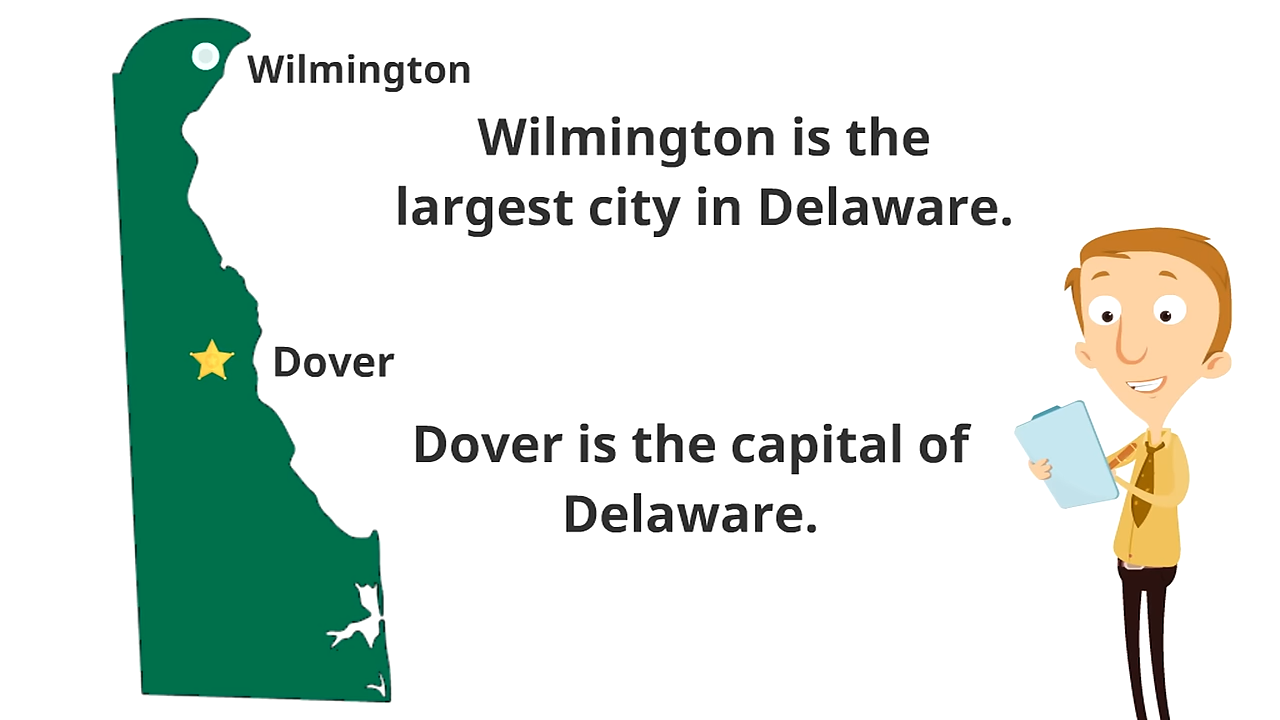 Wilmington
Wilmington is the
largest city in Delaware.
Dover
Dover is the capital of
Delaware.